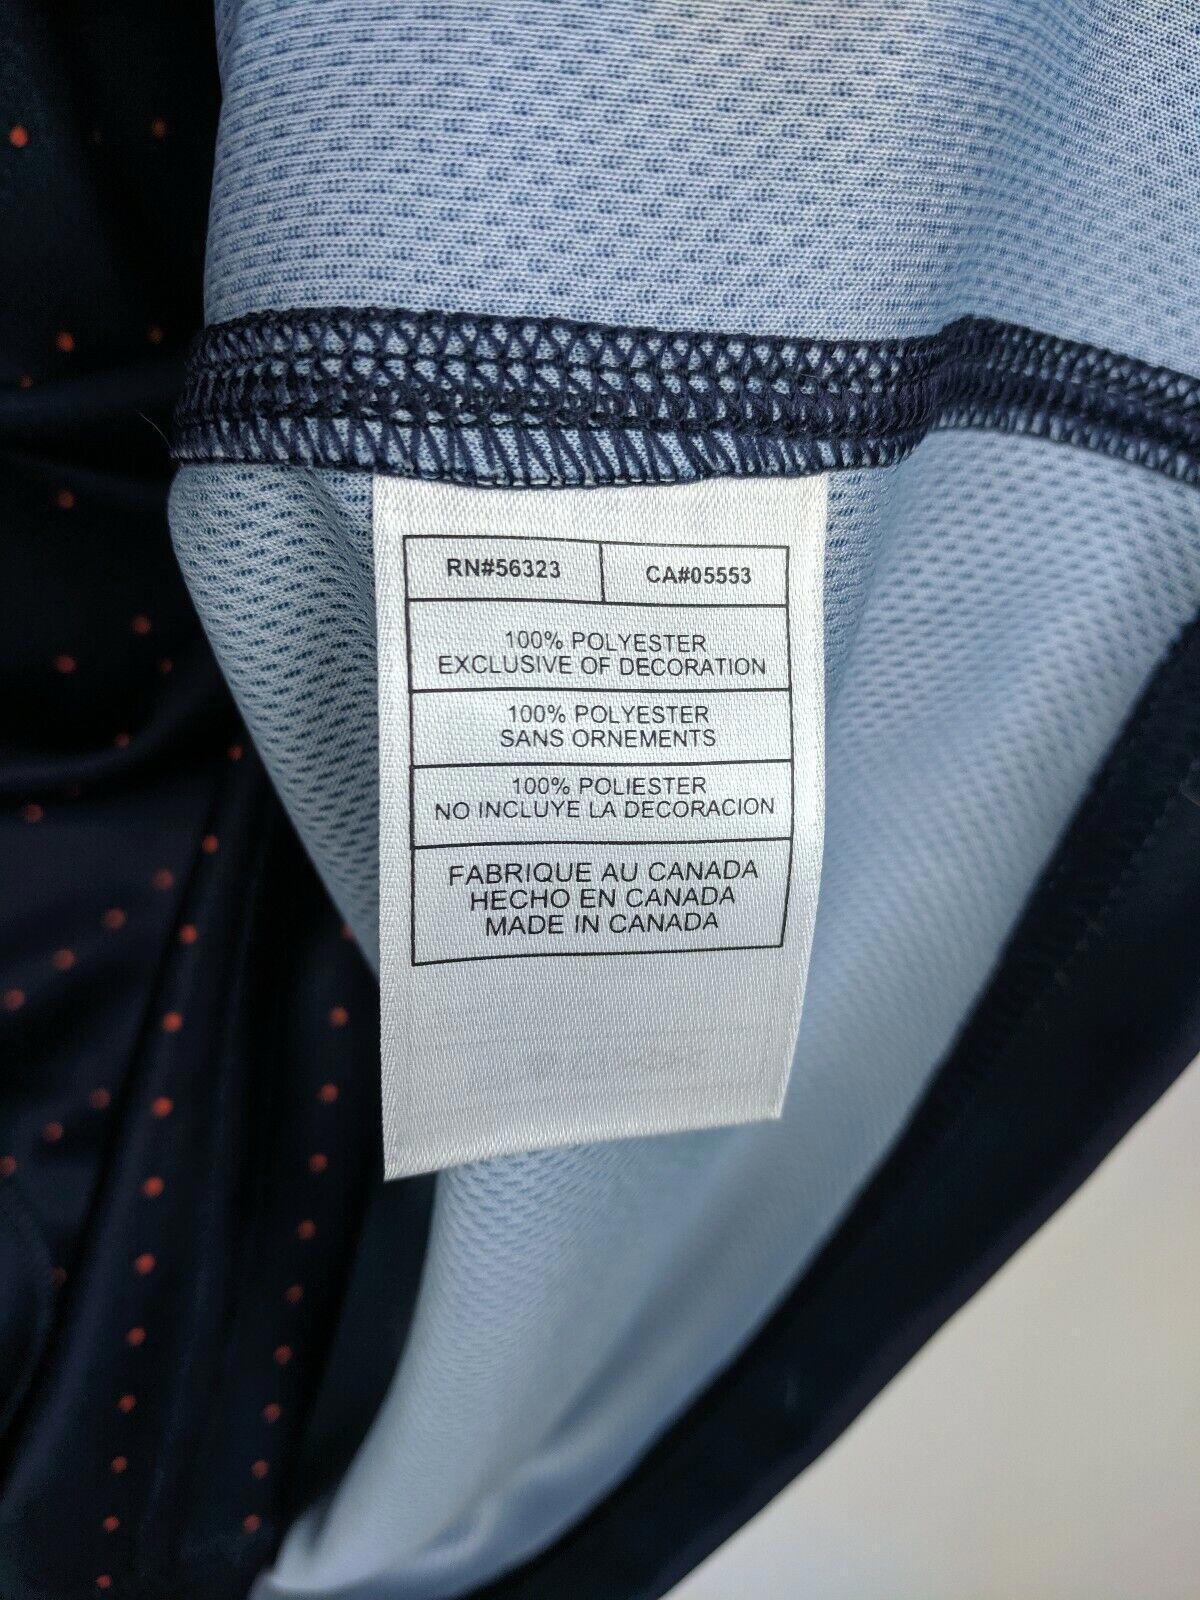 RN#56323 CA#05553
100% POLYESTER
EXCLUSIVE OF DECORATION
100% POLYESTER
SANS ORNEMENTS
100% POLIESTER
NO INCLUYE LA DECORACION
FABRIQUE AU CANADA
HECHO EN CANADA
MADE IN CANADA